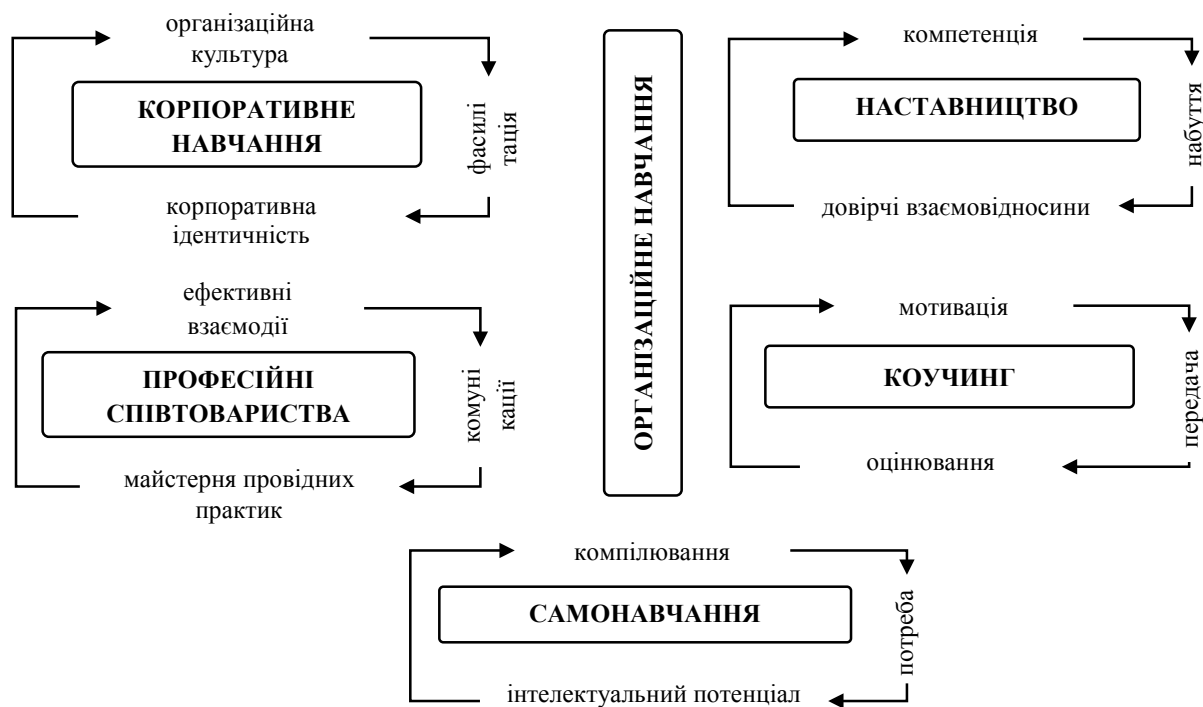 організаційна
культура
КОРПОРАТИВНЕ
НАВЧАННЯ
фасилі
тація
корпоративна
ідентичність
ефективні
взаємодії
ПРОФЕСІЙНІ
СПІВТОВАРИСТВА
комуні
кації
майстерня провідних
практик
ОРГАНІЗАЦІЙНЕ НАВЧАННЯ
компетенція
НАСТАВНИЦТВО
набуття
довірчі взаємовідносини
мотивація
КОУЧИНГ
передача
оцінювання
компілювання
САМОНАВЧАННЯ
потреба
інтелектуальний потенціал